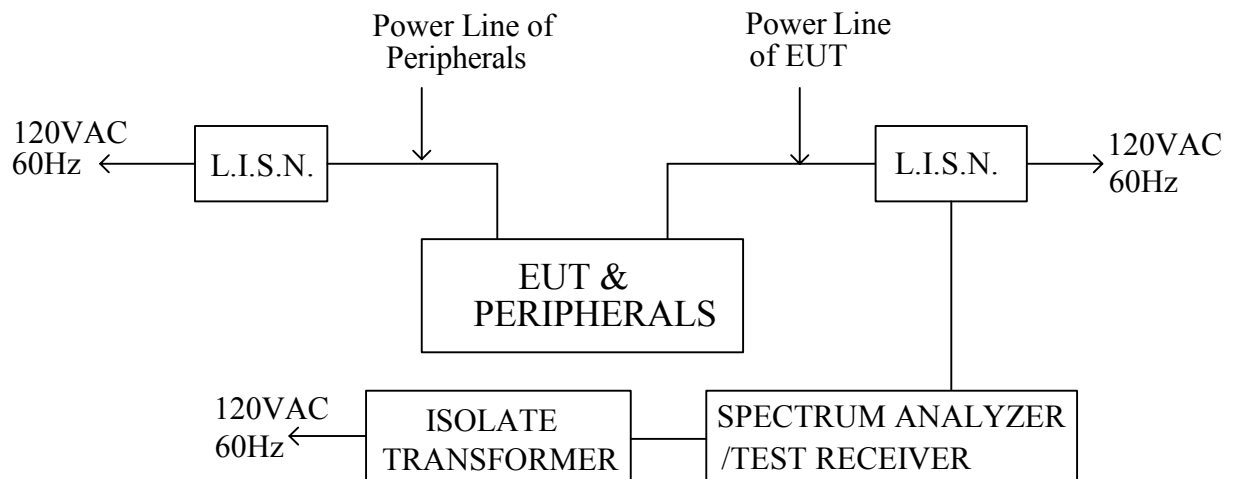 Power Line of
Peripherals
Power Line
of EUT
120VAC
60Hz
L.I.S.N.
L.I.S.N.
120VAC
60Hz
EUT &
PERIPHERALS
120VAC
60Hz
ISOLATE
TRANSFORMER
SPECTRUM ANALYZER
/TEST RECEIVER